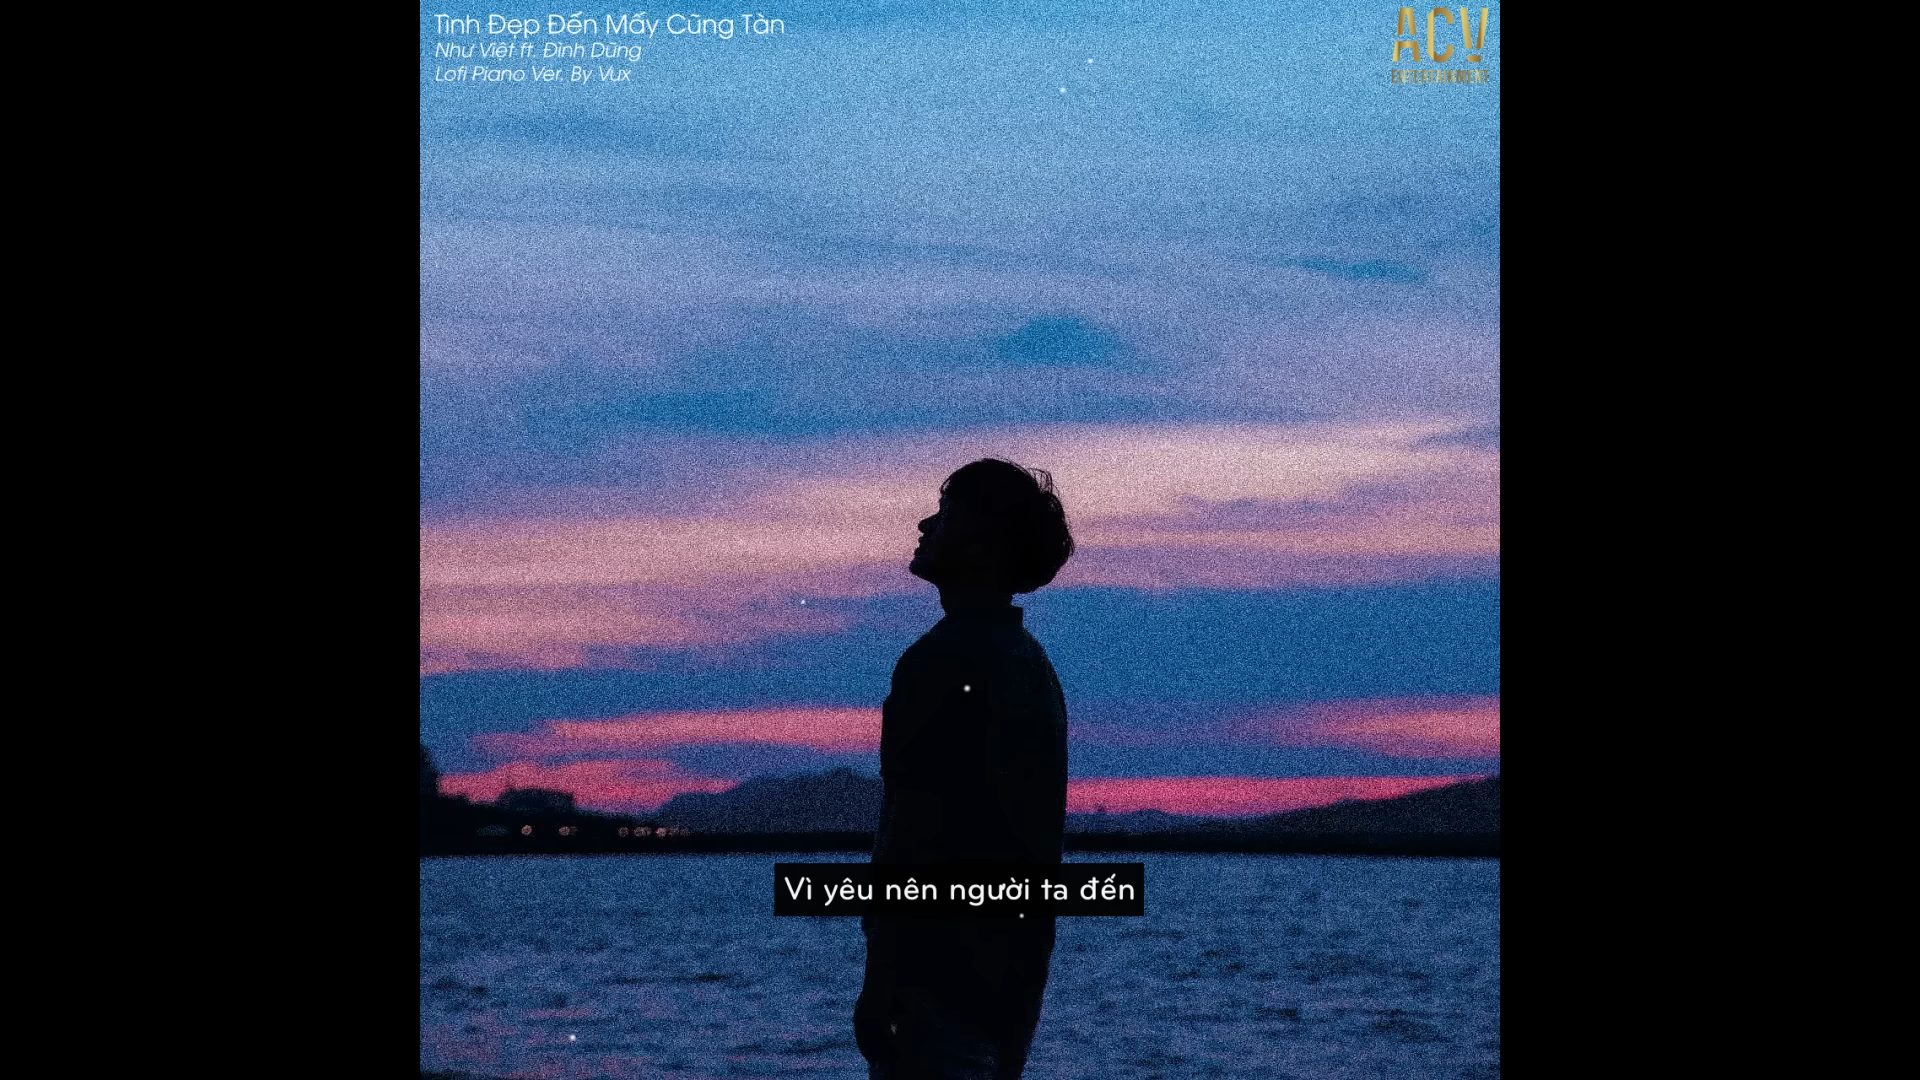 Tình Đẹp Đến Mấy Cũng Tàn
Như Việt ft. Đình Dũng
Lofi Piano Ver. By Vux
ACV
ENTERTAINMENT
Vì yêu nên người ta đến